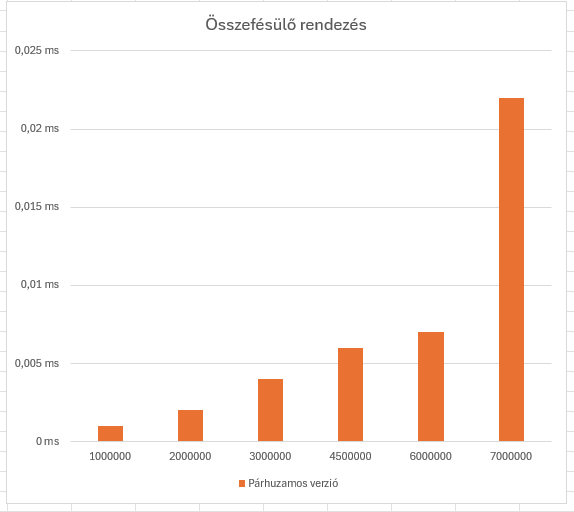 Összefésülő rendezés
0,025 ms
0,02 ms
0,015 ms
0,01 ms
0,005 ms
0 ms
1000000 2000000 3000000 4500000 6000000 7000000
Párhuzamos verzió